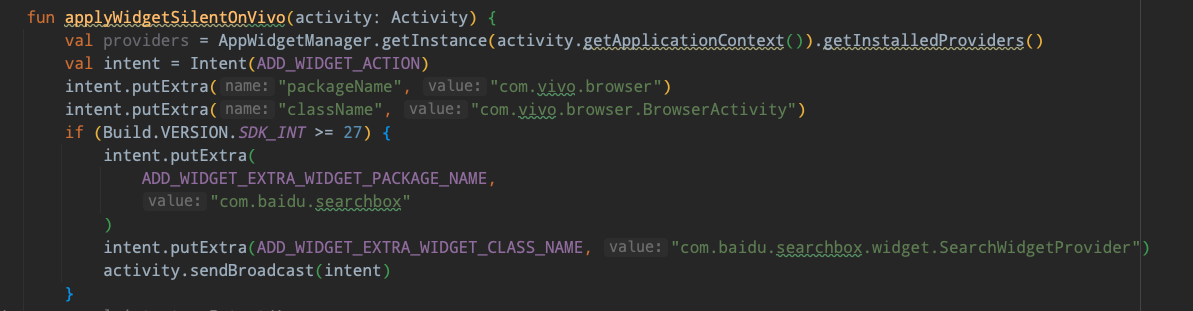 fun applyWidgetSilentOnVivo(activity: Activity) {
val providers = AppWidgetManager.getInstance(activity.getApplicationContext()).getInstalledProviders()
val intent = Intent(ADD_WIDGET_ACTION)
intent.putExtra( name: "packageName", value: "com.vivo.browser")
intent.putExtra( name: "className", value: "com.vivo.browser.BrowserActivity")
if (Build.VERSION.SDK_INT >= 27) {
intent.putExtra(
ADD_WIDGET_EXTRA_WIDGET_PACKAGE_NAME,
value: "com.baidu.searchbox"
)
intent.putExtra(ADD_WIDGET_EXTRA_WIDGET_CLASS_NAME, value: "com.baidu.searchbox.widget.SearchWidgetProvider")
activity.sendBroadcast(intent)
}